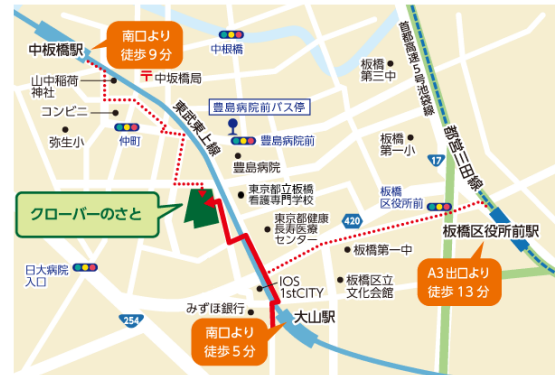 中板橋駅
南口より
徒歩9分
中根橋
山中稲荷
神社
中坂橋局
コンビニ
弥生小
仲町
東武東上線
豊島病院前バス停
豊島病院前
豊島病院
板橋
第三中
首都高速5号池袋線
板橋
第一小
都営三田線
17
東京都立板橋
看護専門学校
クローバーのさと
東京都健康
長寿医療
センター
420
板橋
区役所前
板橋区役所前駅
板橋第一中
A3出口より
徒歩13分
日大病院
入口
IOS
1stCITY
板橋区立
文化会館
みずほ銀行
254
大山駅
南口より
徒歩5分